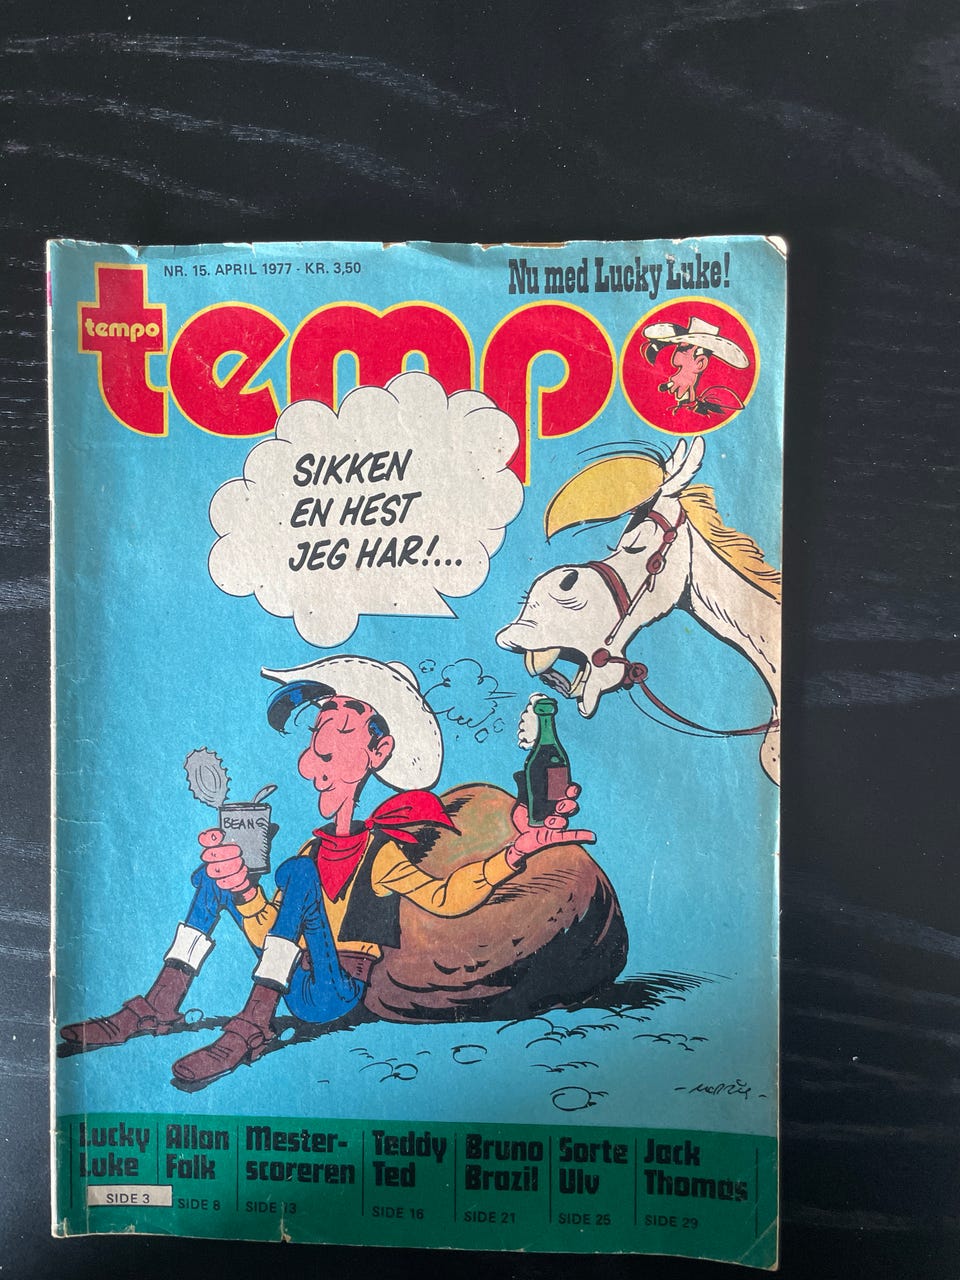 NR. 15. APRIL 1977 - KR. 3,50
Nu med Lucky Luke!
tempo
tempo
SIKKEN
EN HEST
JEG HAR!...
BEANS
-MORRIS-
Lucky
Luke
SIDE 3
Allan
Falk
SIDE 8
Mester-
scoreren
SIDE 13
Teddy
Ted
SIDE 16
Bruno
Brazil
SIDE 21
Sorte
Ulv
SIDE 25
Jack
Thomas
SIDE 29